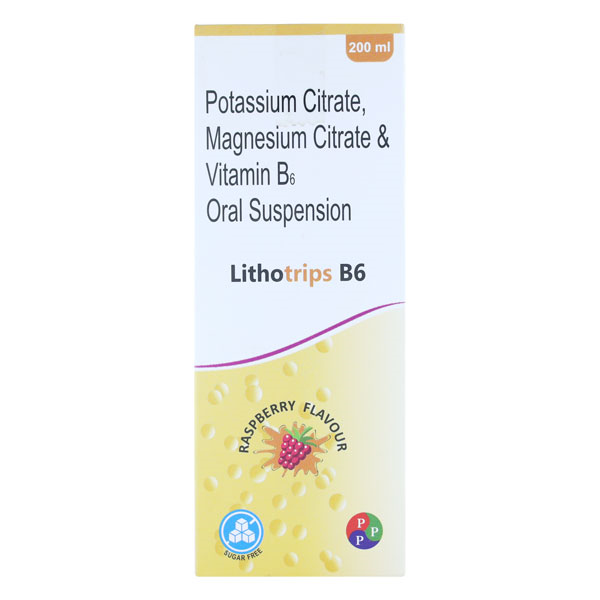 200 ml
Potassium Citrate,
Magnesium Citrate &
Vitamin B₆
Oral Suspension
Lithotrips B6
RASPBERRY FLAVOUR
SUGAR FREE
P
P
P